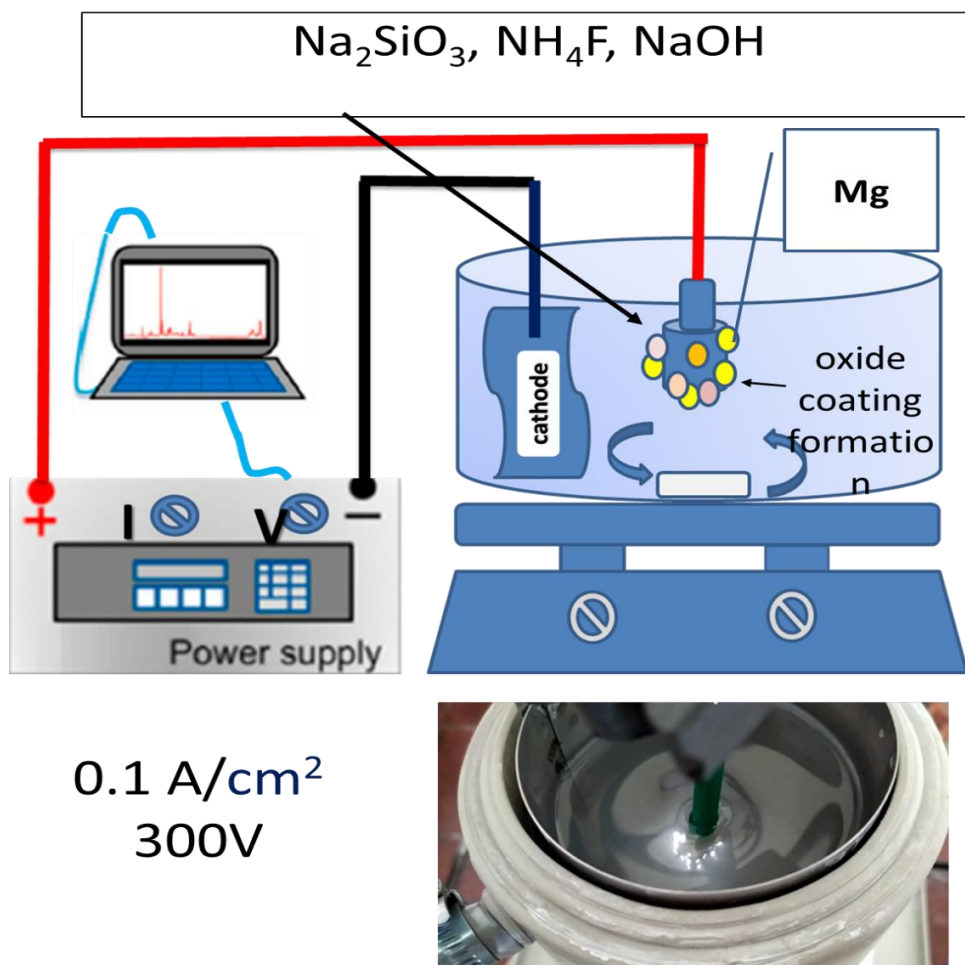 Na₂SiO₃, NH₄F, NaOH
Mg
cathode
oxide
coating
formatio
n
+
I
V
−
Power supply
0.1 A/cm²
300V